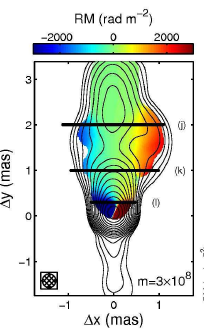 RM (rad m⁻²)
−2000 0 2000
3
(j)
2
(k)
1
(l)
0
−1
m=3×10⁸
−1 0 1
Δx (mas)
Δy (mas)